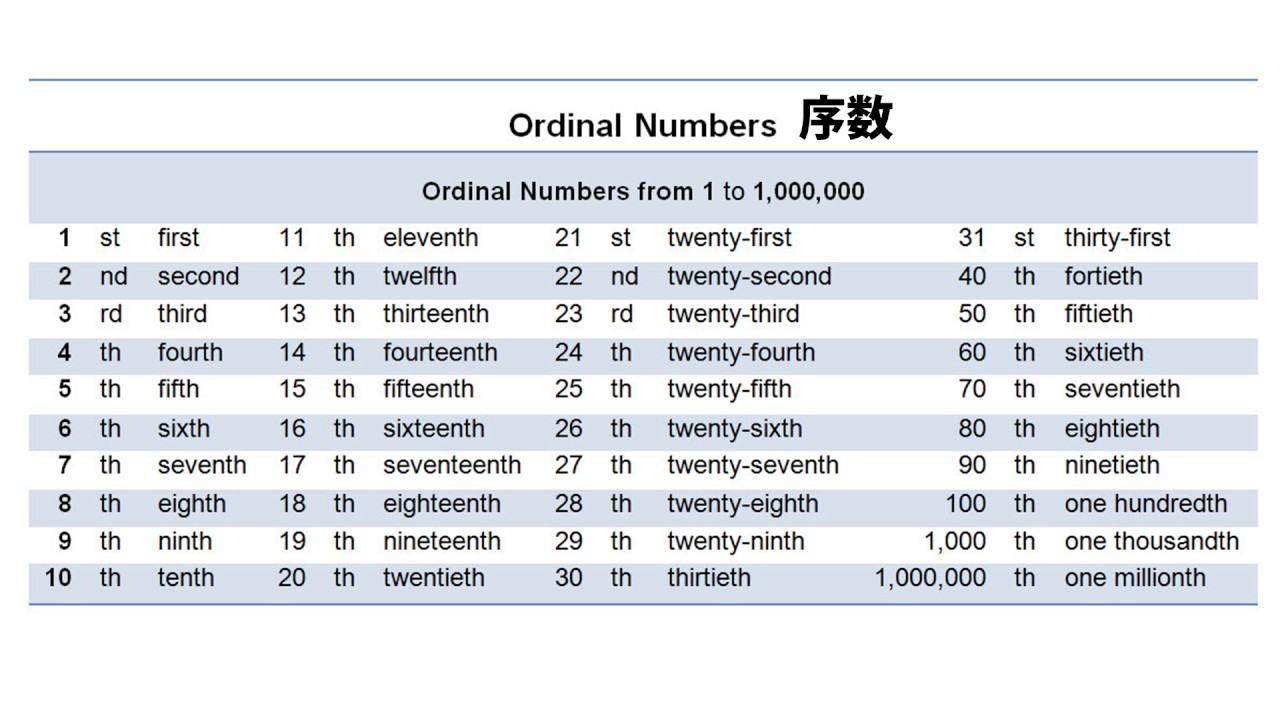 Ordinal Numbers 序数
Ordinal Numbers from 1 to 1,000,000
1 st first 11 th eleventh 21 st twenty-first 31 st thirty-first
2 nd second 12 th twelfth 22 nd twenty-second 40 th fortieth
3 rd third 13 th thirteenth 23 rd twenty-third 50 th fiftieth
4 th fourth 14 th fourteenth 24 th twenty-fourth 60 th sixtieth
5 th fifth 15 th fifteenth 25 th twenty-fifth 70 th seventieth
6 th sixth 16 th sixteenth 26 th twenty-sixth 80 th eightieth
7 th seventh 17 th seventeenth 27 th twenty-seventh 90 th ninetieth
8 th eighth 18 th eighteenth 28 th twenty-eighth 100 th one hundredth
9 th ninth 19 th nineteenth 29 th twenty-ninth 1,000 th one thousandth
10 th tenth 20 th twentieth 30 th thirtieth 1,000,000 th one millionth